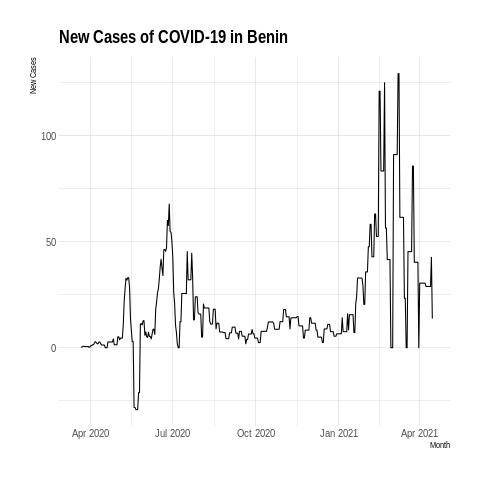 New Cases of COVID-19 in Benin
New Cases
100
50
0
Apr 2020 Jul 2020 Oct 2020 Jan 2021 Apr 2021
Month